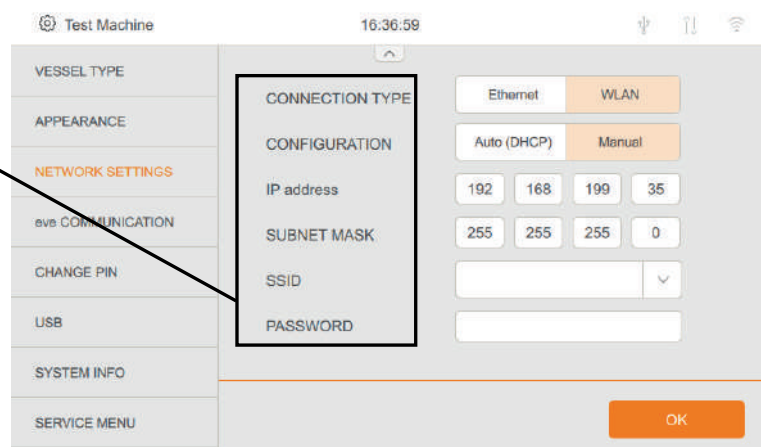 Test Machine 16:36:59
VESSEL TYPE
APPEARANCE
NETWORK SETTINGS
eve COMMUNICATION
CHANGE PIN
USB
SYSTEM INFO
SERVICE MENU
CONNECTION TYPE Ethernet WLAN
CONFIGURATION Auto (DHCP) Manual
IP address 192 168 199 35
SUBNET MASK 255 255 255 0
SSID
PASSWORD
OK